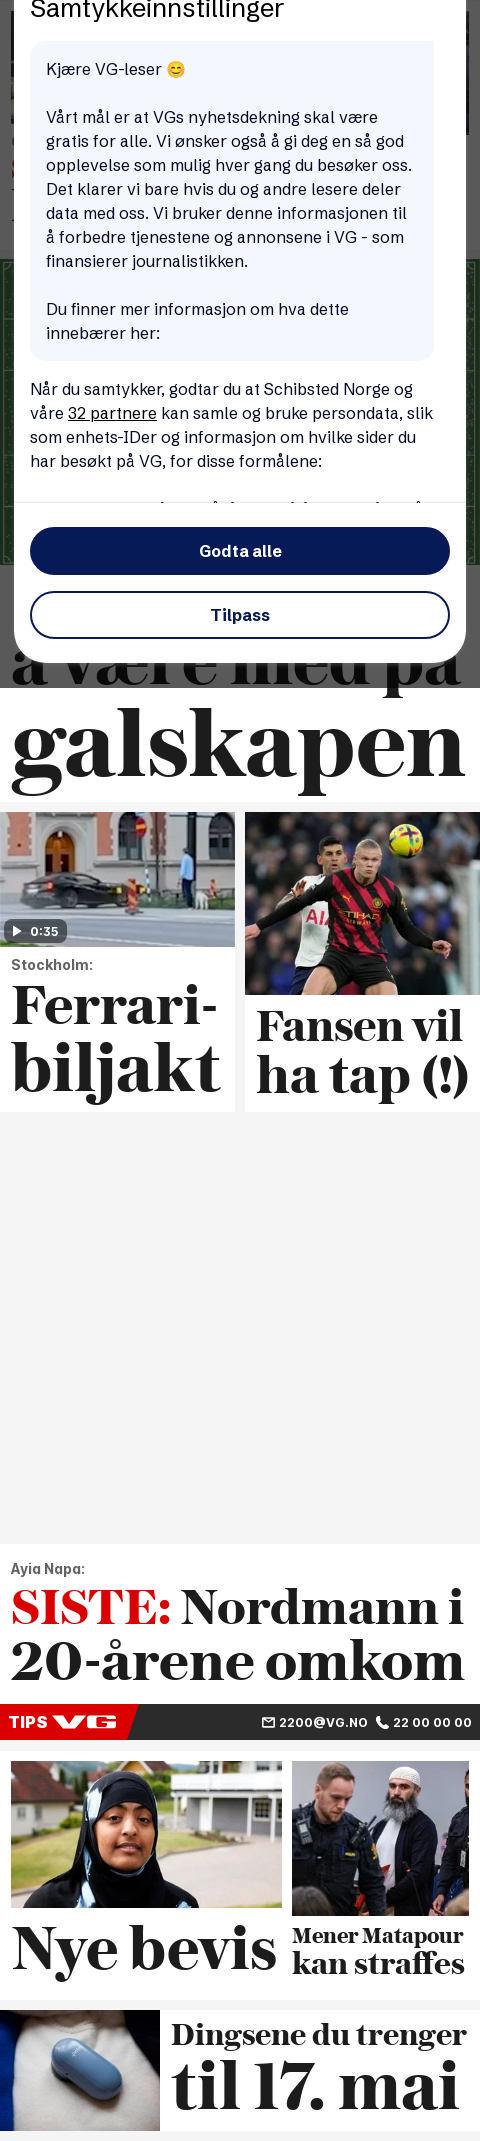 Samtykkeinnstillinger
Kjære VG-leser 😊
Vårt mål er at VGs nyhetsdekning skal være
gratis for alle. Vi ønsker også å gi deg en så god
opplevelse som mulig hver gang du besøker oss.
Det klarer vi bare hvis du og andre lesere deler
data med oss. Vi bruker denne informasjonen til
å forbedre tjenestene og annonsene i VG - som
finansierer journalistikken.
Du finner mer informasjon om hva dette
innebærer her:
Når du samtykker, godtar du at Schibsted Norge og
våre 32 partnere kan samle og bruke persondata, slik
som enhets-IDer og informasjon om hvilke sider du
har besøkt på VG, for disse formålene:
Godta alle
Tilpass
å være med på
galskapen
0:35
Stockholm:
Ferrari-
biljakt
ETIHAD
AIRWAYS
Fansen vil
ha tap (!)
Ayia Napa:
SISTE: Nordmann i
20-årene omkom
TIPS VG 2200@VG.NO 22 00 00 00
Nye bevis
Mener Matapour
kan straffes
Dingsene du trenger
til 17. mai